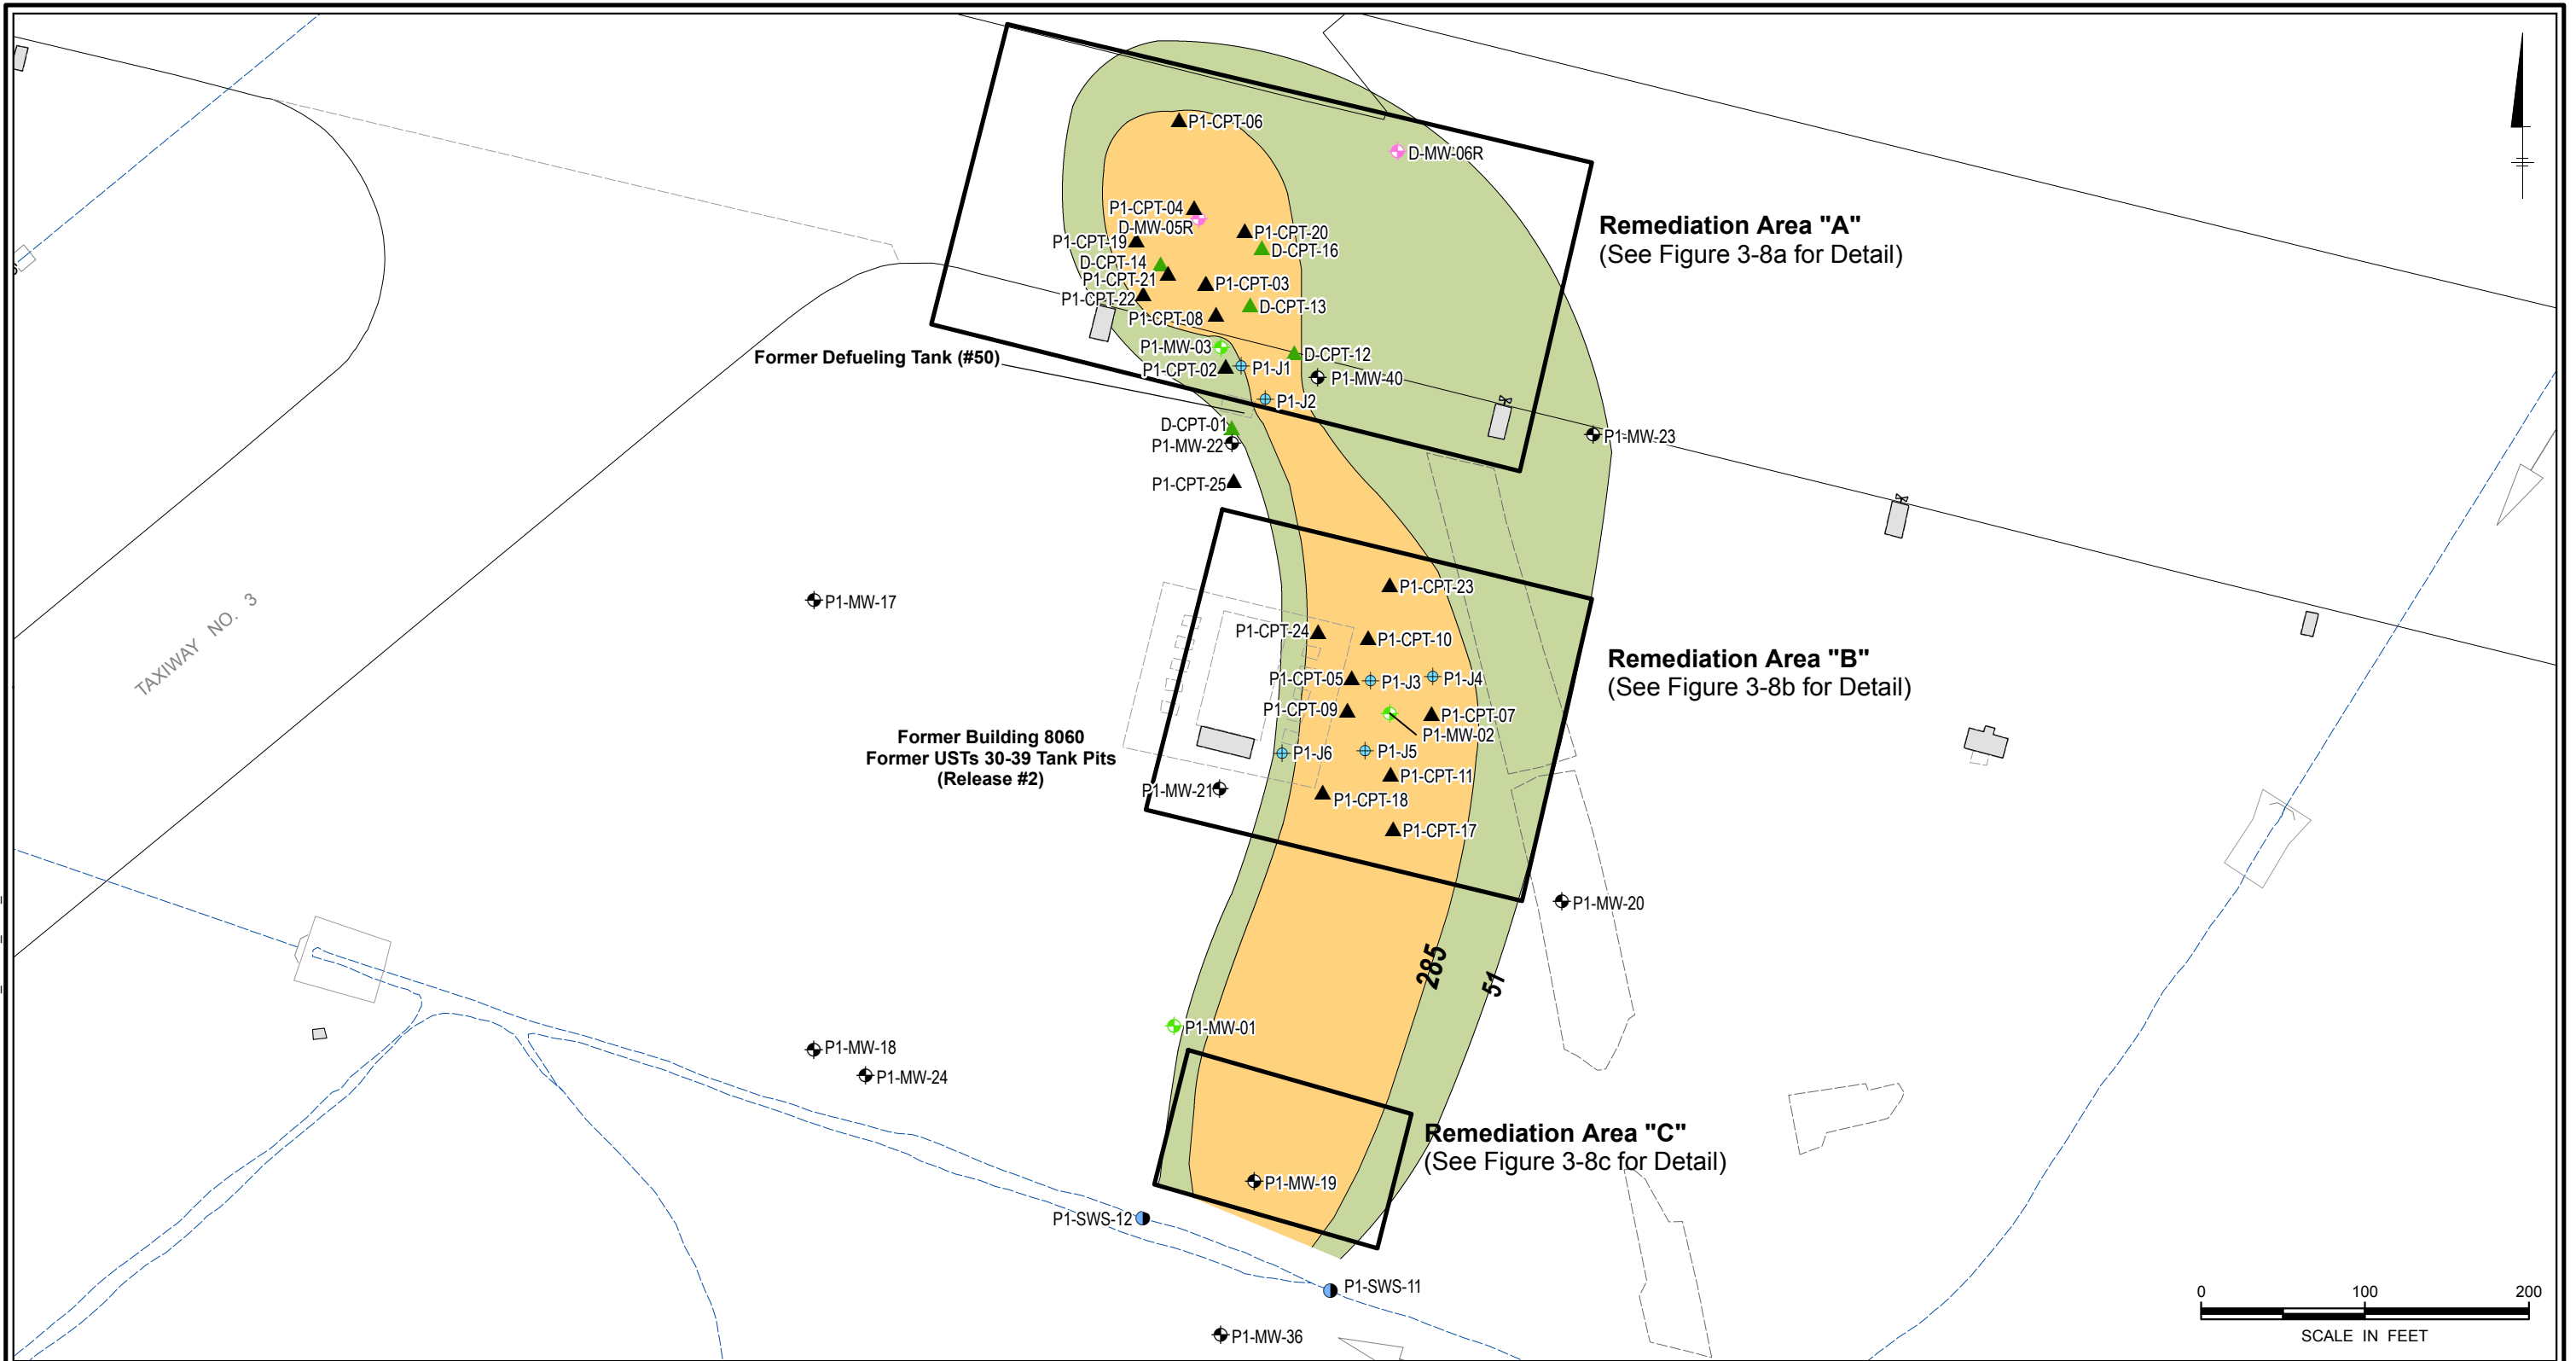 P1-CPT-06
D-MW-06R
P1-CPT-04
D-MW-05R
P1-CPT-19
P1-CPT-20
D-CPT-16
D-CPT-14
P1-CPT-21
P1-CPT-03
P1-CPT-22
D-CPT-13
P1-CPT-08
Remediation Area "A"
(See Figure 3-8a for Detail)
P1-MW-03
Former Defueling Tank (#50)
D-CPT-12
P1-CPT-02
P1-J1
P1-MW-40
P1-J2
D-CPT-01
P1-MW-22
P1-MW-23
P1-CPT-25
TAXIWAY NO. 3
P1-MW-17
P1-CPT-23
P1-CPT-24
P1-CPT-10
P1-CPT-05
P1-J3
P1-J4
Remediation Area "B"
(See Figure 3-8b for Detail)
P1-CPT-09
P1-CPT-07
P1-MW-02
Former Building 8060
Former USTs 30-39 Tank Pits
(Release #2)
P1-J6
P1-J5
P1-CPT-11
P1-MW-21
P1-CPT-18
P1-CPT-17
P1-MW-20
285
51
P1-MW-01
P1-MW-18
P1-MW-24
Remediation Area "C"
(See Figure 3-8c for Detail)
P1-MW-19
P1-SWS-12
P1-SWS-11
P1-MW-36
0 100 200
SCALE IN FEET